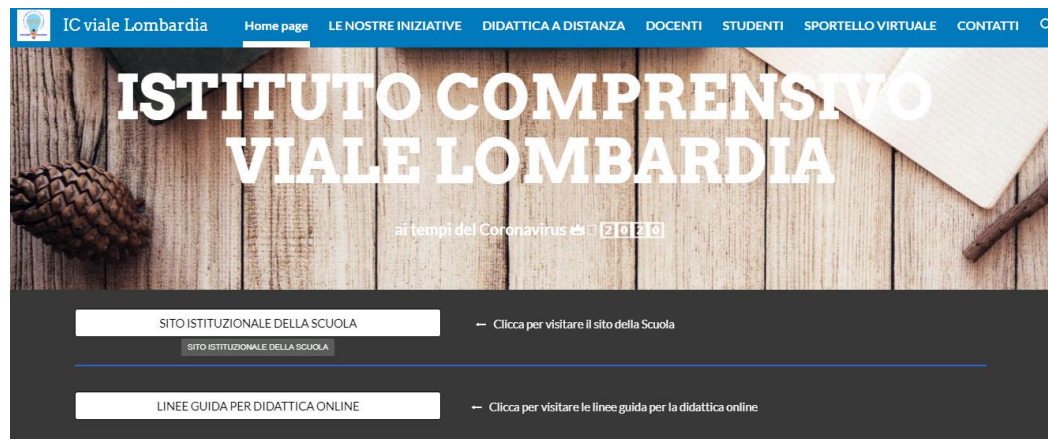 IC viale Lombardia Home page LE NOSTRE INIZIATIVE DIDATTICA A DISTANZA DOCENTI STUDENTI SPORTELLO VIRTUALE CONTATTI
ISTITUTO COMPRENSIVO
VIALE LOMBARDIA
ai tempi del Coronavirus 2020
SITO ISTITUZIONALE DELLA SCUOLA ← Clicca per visitare il sito della Scuola
SITO ISTITUZIONALE DELLA SCUOLA
LINEE GUIDA PER DIDATTICA ONLINE ← Clicca per visitare le linee guida per la didattica online